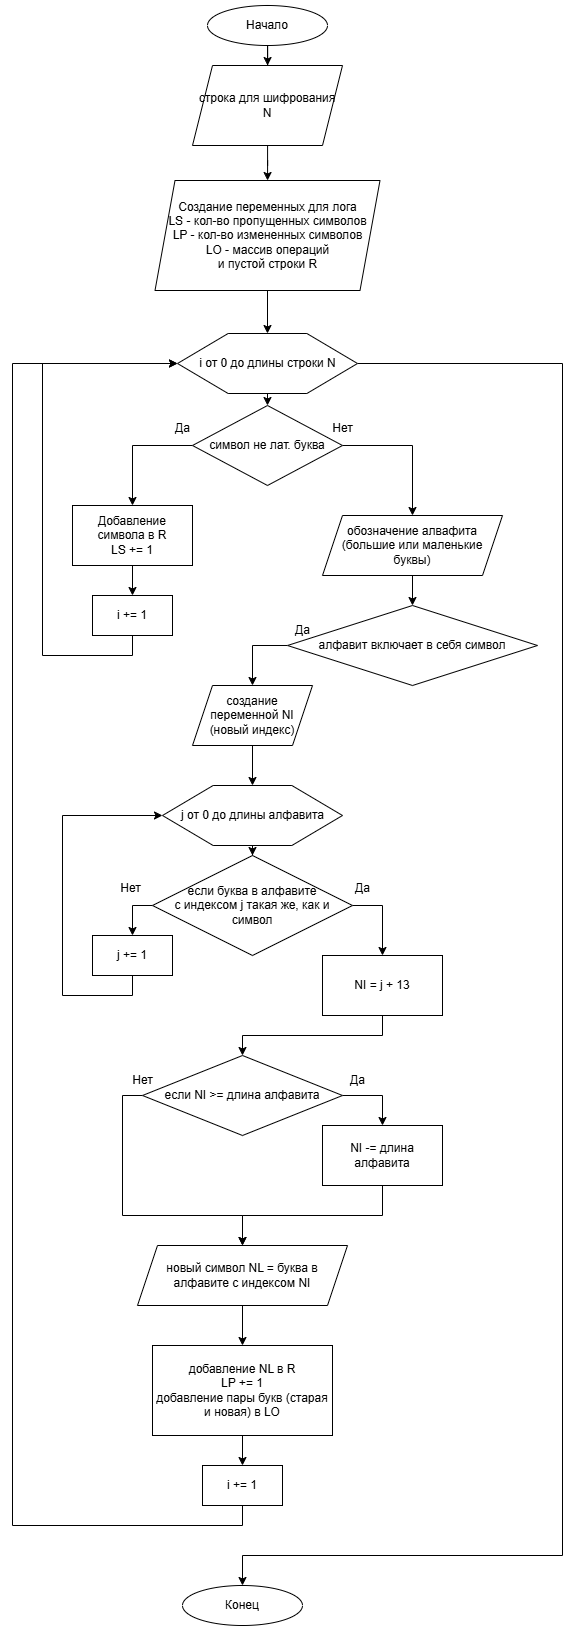 Начало
строка для шифрования
N
Создание переменных для лога
LS - кол-во пропущенных символов
LP - кол-во измененных символов
LO - массив операций
и пустой строки R
i от 0 до длины строки N
Да
Нет
символ не лат. буква
Добавление
символа в R
LS += 1
обозначение алвафита
(большие или маленькие
буквы)
i += 1
Да
алфавит включает в себя символ
создание
переменной NI
(новый индекс)
j от 0 до длины алфавита
Нет
Да
если буква в алфавите
с индексом j такая же, как и
символ
j += 1
NI = j + 13
Нет
Да
если NI >= длина алфавита
NI -= длина
алфавита
новый символ NL = буква в
алфавите с индексом NI
добавление NL в R
LP += 1
добавление пары букв (старая
и новая) в LO
i += 1
Конец